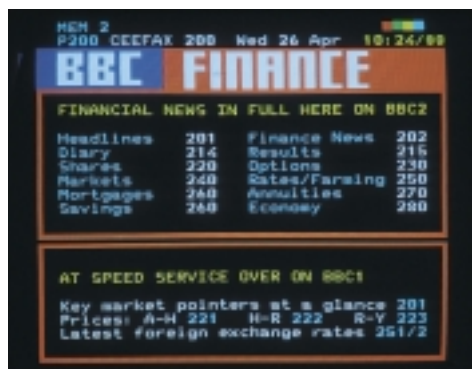 MEM 2
P200 CEEFAX 200 Wed 26 Apr 10:24/00
BBC FINANCE
FINANCIAL NEWS IN FULL HERE ON BBC2
Headlines 201 Finance News 202
Diary 214 Results 215
Shares 220 Options 230
Markets 240 Rates/Farming 250
Mortgages 260 Annuities 270
Savings 260 Economy 280
AT SPEED SERVICE OVER ON BBC1
Key market pointers at a glance 201
Prices: A-H 221 H-R 222 R-Y 223
Latest foreign exchange rates 251/2